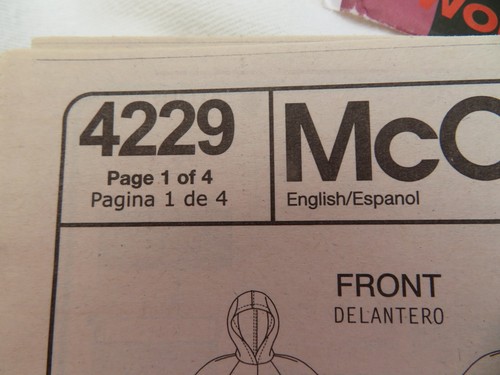 4229
Page 1 of 4
Pagina 1 de 4
McC
English/Espanol
FRONT
DELANTERO